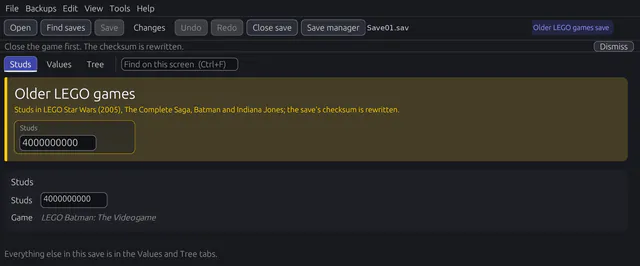 File Backups Edit View Tools Help
Open Find saves Save Changes Undo Redo Close save Save manager Save01.sav Older LEGO games save
Close the game first. The checksum is rewritten. Dismiss
Studs Values Tree Find on this screen (Ctrl+F)
Older LEGO games
Studs in LEGO Star Wars (2005), The Complete Saga, Batman and Indiana Jones; the save's checksum is rewritten.
Studs
4000000000
Studs
Studs 4000000000
Game LEGO Batman: The Videogame
Everything else in this save is in the Values and Tree tabs.